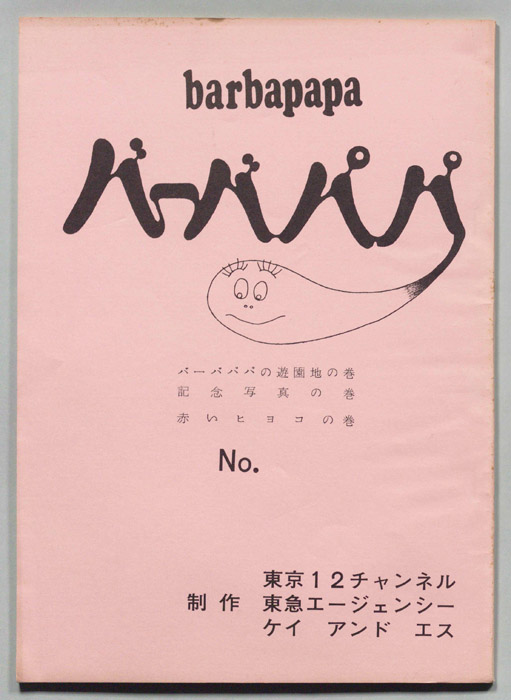 barbapapa
バーバパパ
バーバパパの遊園地の巻
記念写真の巻
赤いヒヨコの巻
No.
東京12チャンネル
制作 東急エージェンシー
ケイ アンド エス